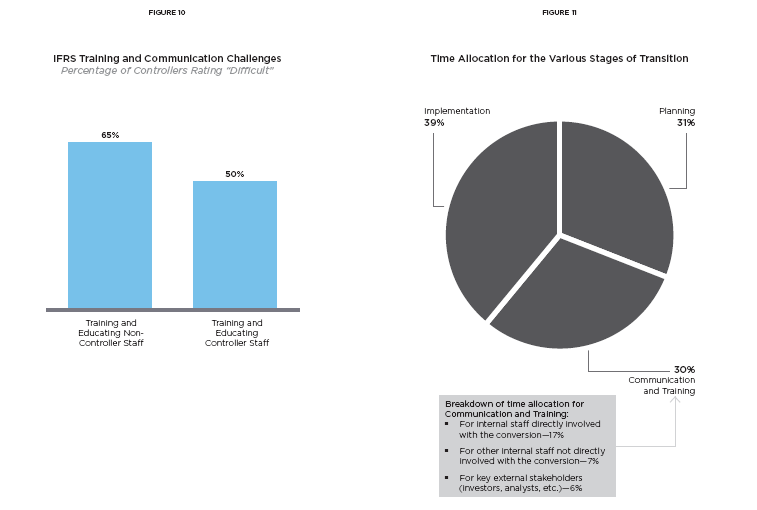 FIGURE 10
IFRS Training and Communication Challenges
Percentage of Controllers Rating "Difficult"
65%
50%
Training and
Educating Non-
Controller Staff
Training and
Educating
Controller Staff
FIGURE 11
Time Allocation for the Various Stages of Transition
Implementation
39%
Planning
31%
30%
Communication
and Training
Breakdown of time allocation for
Communication and Training:
▪ For internal staff directly involved
with the conversion—17%
▪ For other internal staff not directly
involved with the conversion—7%
▪ For key external stakeholders
(investors, analysts, etc.)—6%